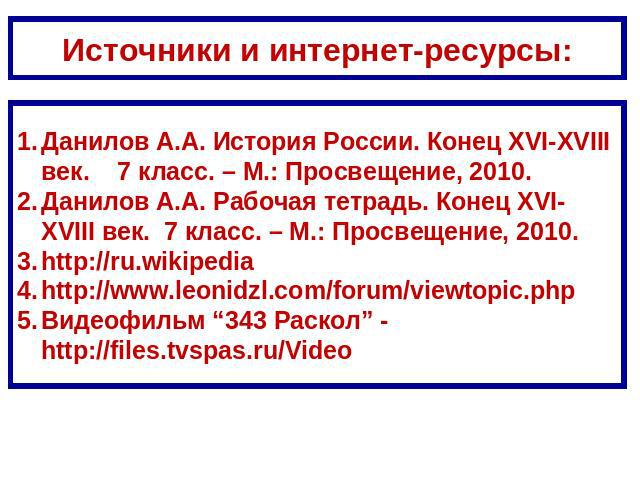 Источники и интернет-ресурсы:
1. Данилов А.А. История России. Конец XVI-XVIII
век. 7 класс. – М.: Просвещение, 2010.
2. Данилов А.А. Рабочая тетрадь. Конец XVI-
XVIII век. 7 класс. – М.: Просвещение, 2010.
3. http://ru.wikipedia
4. http://www.leonidzl.com/forum/viewtopic.php
5. Видеофильм “343 Раскол” -
http://files.tvspas.ru/Video